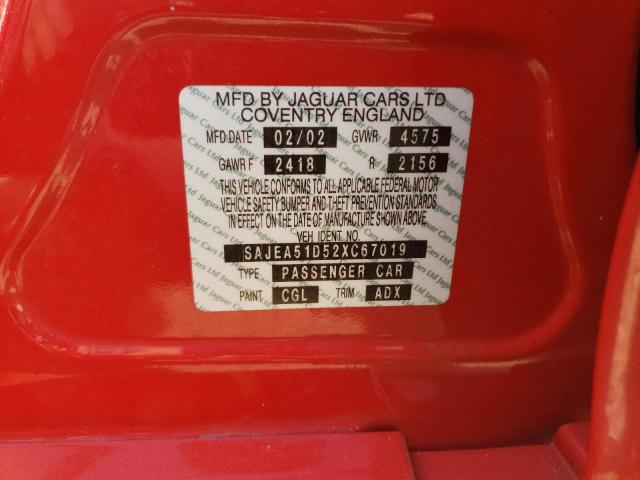 MFD BY JAGUAR CARS LTD
COVENTRY ENGLAND
MFD DATE 02/02 GVWR 4575
GAWR F 2418 R 2156
THIS VEHICLE CONFORMS TO ALL APPLICABLE FEDERAL MOTOR
VEHICLE SAFETY BUMPER AND THEFT PREVENTION STANDARDS
IN EFFECT ON THE DATE OF MANUFACTURE SHOWN ABOVE
VEH IDENT. NO.
SAJEA51D52XC67019
TYPE PASSENGER CAR
PAINT CGL TRIM ADX